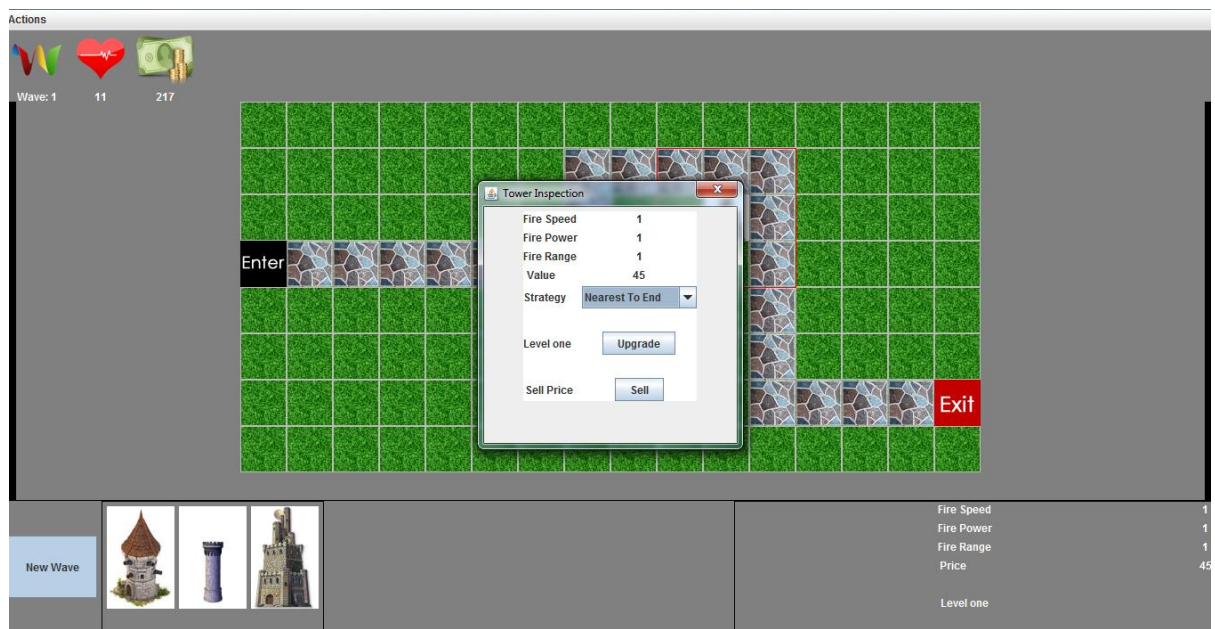 Actions
Wave: 1 11 217
Tower Inspection
Fire Speed 1
Fire Power 1
Fire Range 1
Value 45
Strategy Nearest To End
Level one Upgrade
Sell Price Sell
Enter
Exit
New Wave
Fire Speed 1
Fire Power 1
Fire Range 1
Price 45
Level one